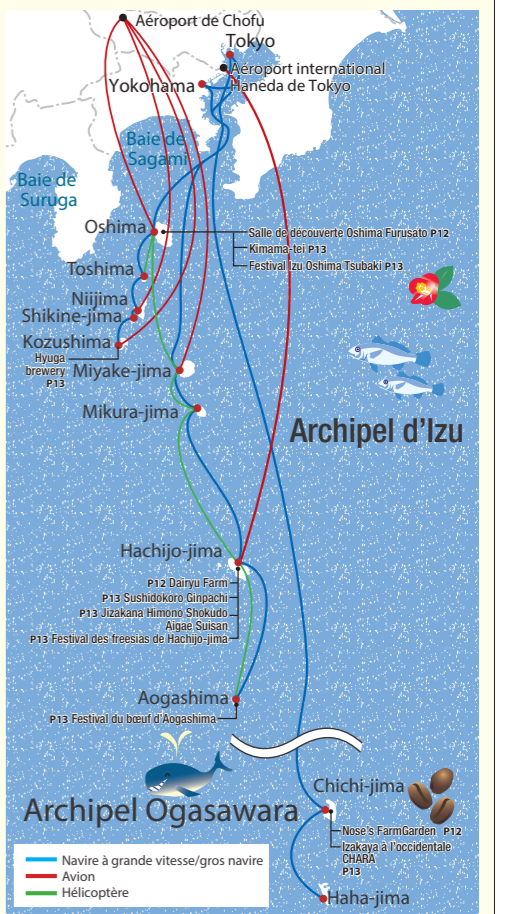 Aéroport de Chofu
Tokyo
Aéroport international
Haneda de Tokyo
Yokohama
Baie de
Sagami
Baie de
Suruga
Oshima
Salle de découverte Oshima Furusato P12
Kimama-tei P13
Festival Izu Oshima Tsubaki P13
Toshima
Niijima
Shikine-jima
Kozushima
Hyuga
brewery
P13
Miyake-jima
Mikura-jima
Archipel d'Izu
Hachijo-jima
P12 Dairyu Farm
P13 Sushidokoro Ginpachi
P13 Jizakana Himono Shokudo
Aigae Suisan
P13 Festival des freesias de Hachijo-jima
Aogashima
P13 Festival du bœuf d'Aogashima
Chichi-jima
Archipel Ogasawara
Nose's FarmGarden P12
Izakaya à l'occidentale
CHARA
P13
Haha-jima
Navire à grande vitesse/gros navire
Avion
Hélicoptère